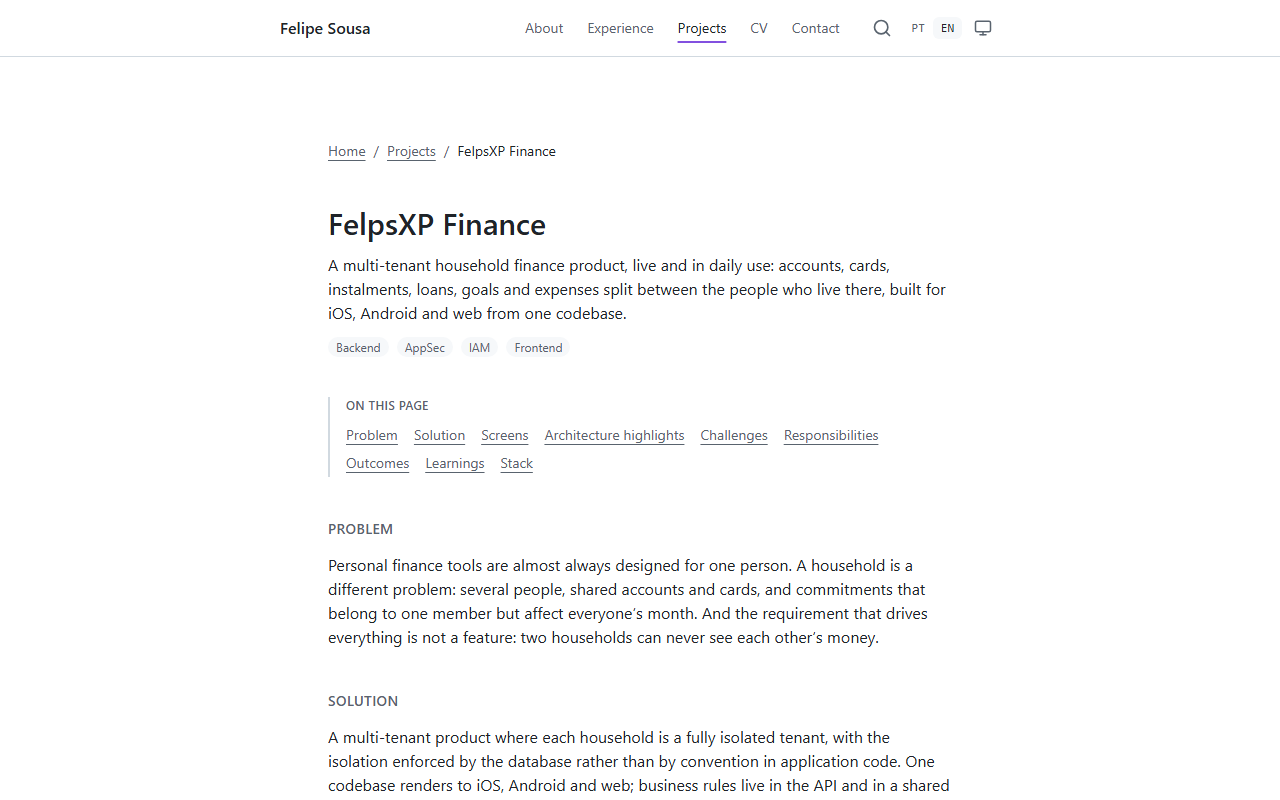 Felipe Sousa
About Experience Projects CV Contact PT EN
Home / Projects / FelpsXP Finance
FelpsXP Finance
A multi-tenant household finance product, live and in daily use: accounts, cards,
instalments, loans, goals and expenses split between the people who live there, built for
iOS, Android and web from one codebase.
Backend AppSec IAM Frontend
ON THIS PAGE
Problem Solution Screens Architecture highlights Challenges Responsibilities
Outcomes Learnings Stack
PROBLEM
Personal finance tools are almost always designed for one person. A household is a
different problem: several people, shared accounts and cards, and commitments that
belong to one member but affect everyone’s month. And the requirement that drives
everything is not a feature: two households can never see each other’s money.
SOLUTION
A multi-tenant product where each household is a fully isolated tenant, with the
isolation enforced by the database rather than by convention in application code. One
codebase renders to iOS, Android and web; business rules live in the API and in a shared